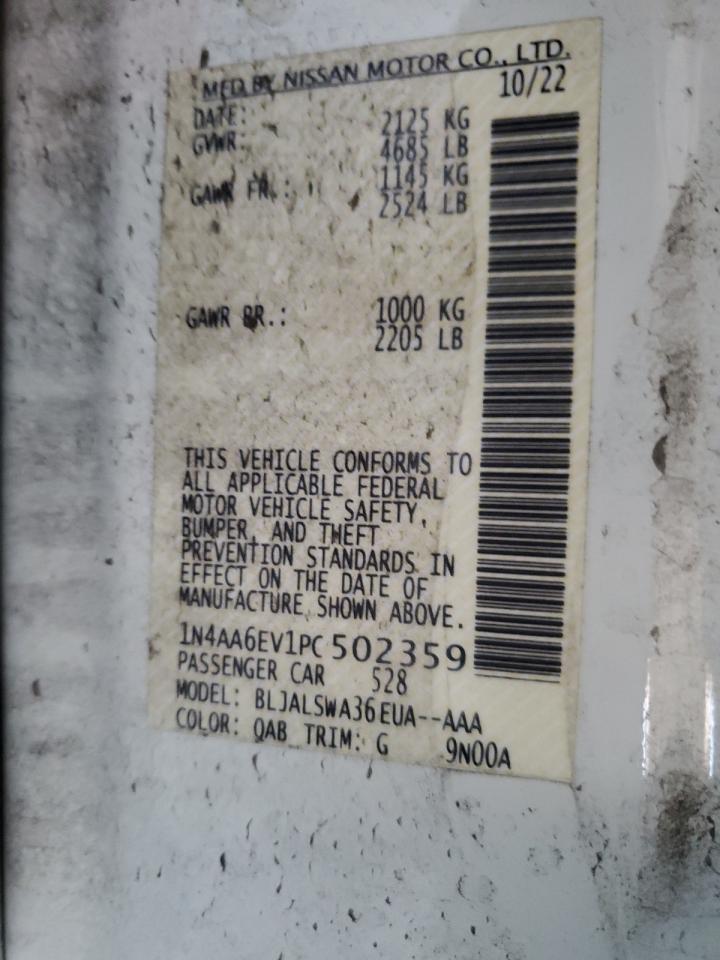 MFD. BY NISSAN MOTOR CO., LTD.
DATE: 10/22
GVWR: 2125 KG
4685 LB
GAWR FR.: 1145 KG
2524 LB
GAWR RR.: 1000 KG
2205 LB
THIS VEHICLE CONFORMS TO
ALL APPLICABLE FEDERAL
MOTOR VEHICLE SAFETY,
BUMPER, AND THEFT
PREVENTION STANDARDS IN
EFFECT ON THE DATE OF
MANUFACTURE SHOWN ABOVE.
1N4AA6EV1PC502359
PASSENGER CAR 528
MODEL: BLJALSWA36EUA--AAA
COLOR: QAB TRIM: G 9N00A